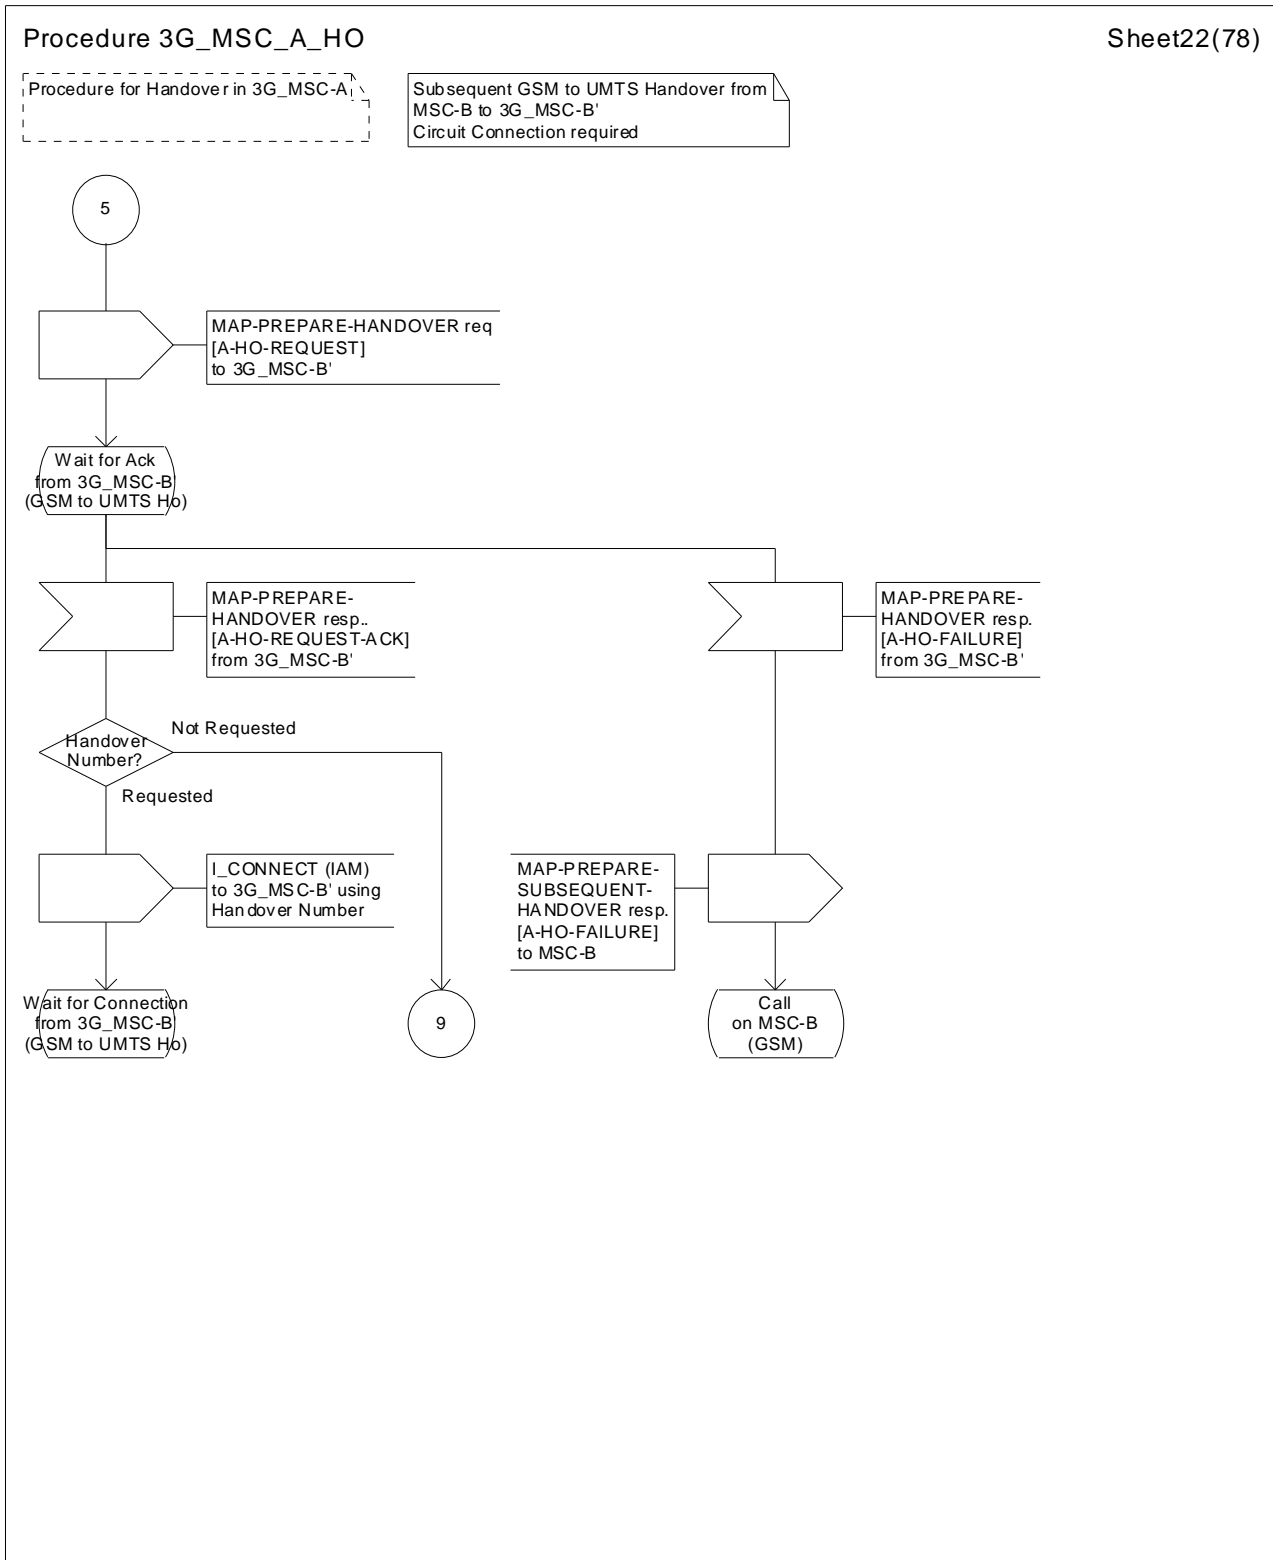 Procedure 3G_MSC_A_HO
Sheet22(78)
Procedure for Handover in 3G_MSC-A
Subsequent GSM to UMTS Handover from
MSC-B to 3G_MSC-B'
Circuit Connection required
5
MAP-PREPARE-HANDOVER req
[A-HO-REQUEST]
to 3G_MSC-B'
Wait for Ack
from 3G_MSC-B'
(GSM to UMTS Ho)
MAP-PREPARE-
HANDOVER resp..
[A-HO-REQUEST-ACK]
from 3G_MSC-B'
MAP-PREPARE-
HANDOVER resp.
[A-HO-FAILURE]
from 3G_MSC-B'
Handover
Number?
Not Requested
Requested
I_CONNECT (IAM)
to 3G_MSC-B' using
Handover Number
MAP-PREPARE-
SUBSEQUENT-
HANDOVER resp.
[A-HO-FAILURE]
to MSC-B
Wait for Connection
from 3G_MSC-B'
(GSM to UMTS Ho)
9
Call
on MSC-B
(GSM)